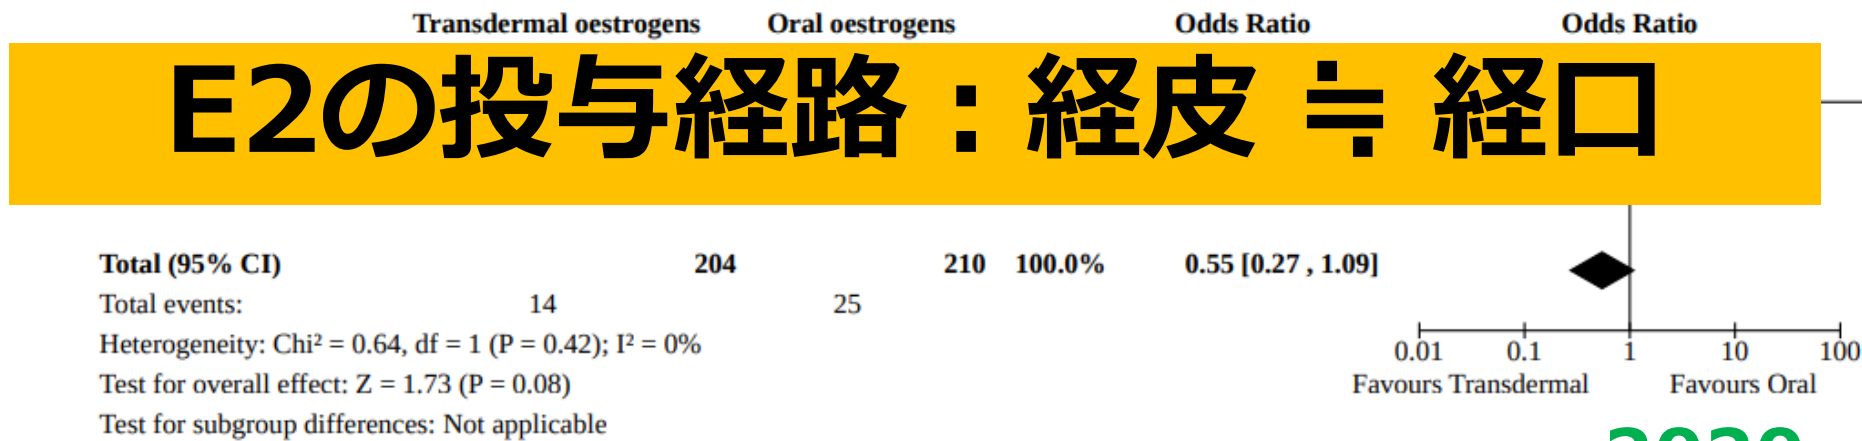 Transdermal oestrogens Oral oestrogens Odds Ratio Odds Ratio
E2の投与経路：経皮 ≒ 経口
Total (95% CI) 204 210 100.0% 0.55 [0.27 , 1.09]
Total events: 14 25
Heterogeneity: Chi² = 0.64, df = 1 (P = 0.42); I² = 0%
Test for overall effect: Z = 1.73 (P = 0.08)
Test for subgroup differences: Not applicable
0.01 0.1 1 10 100
Favours Transdermal Favours Oral